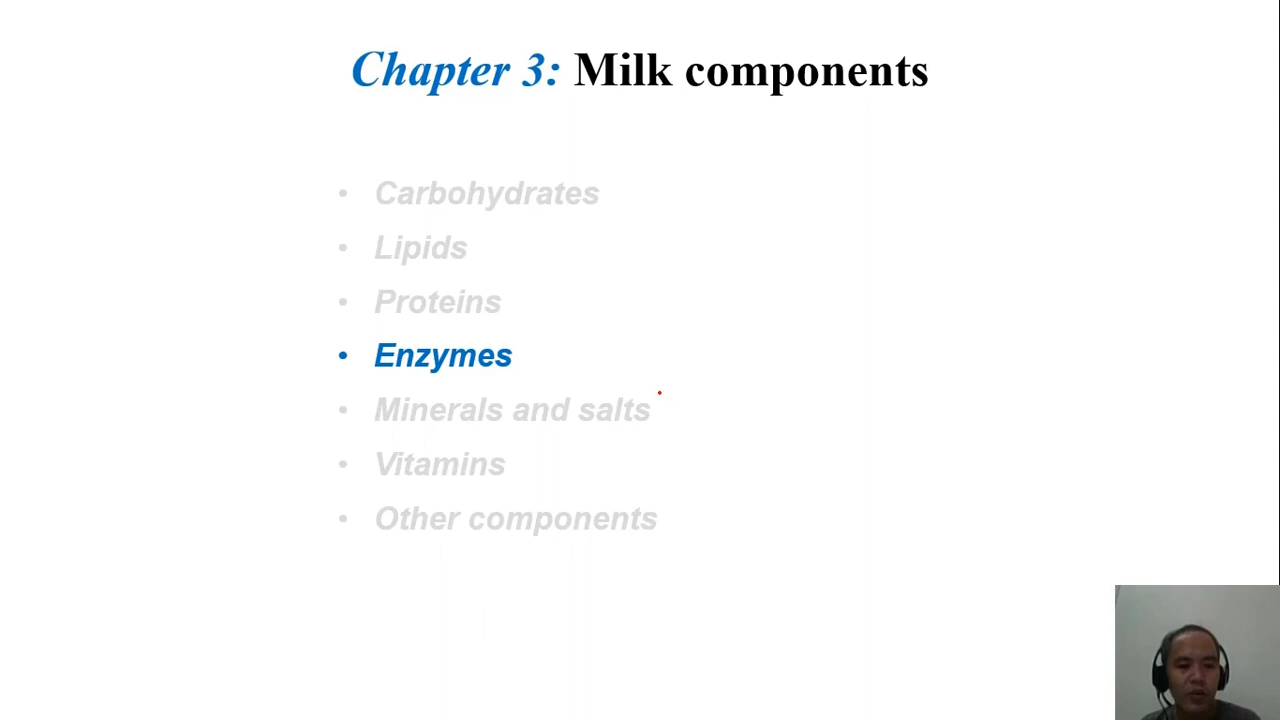 Chapter 3: Milk components
• Carbohydrates
• Lipids
• Proteins
• Enzymes
• Minerals and salts
• Vitamins
• Other components